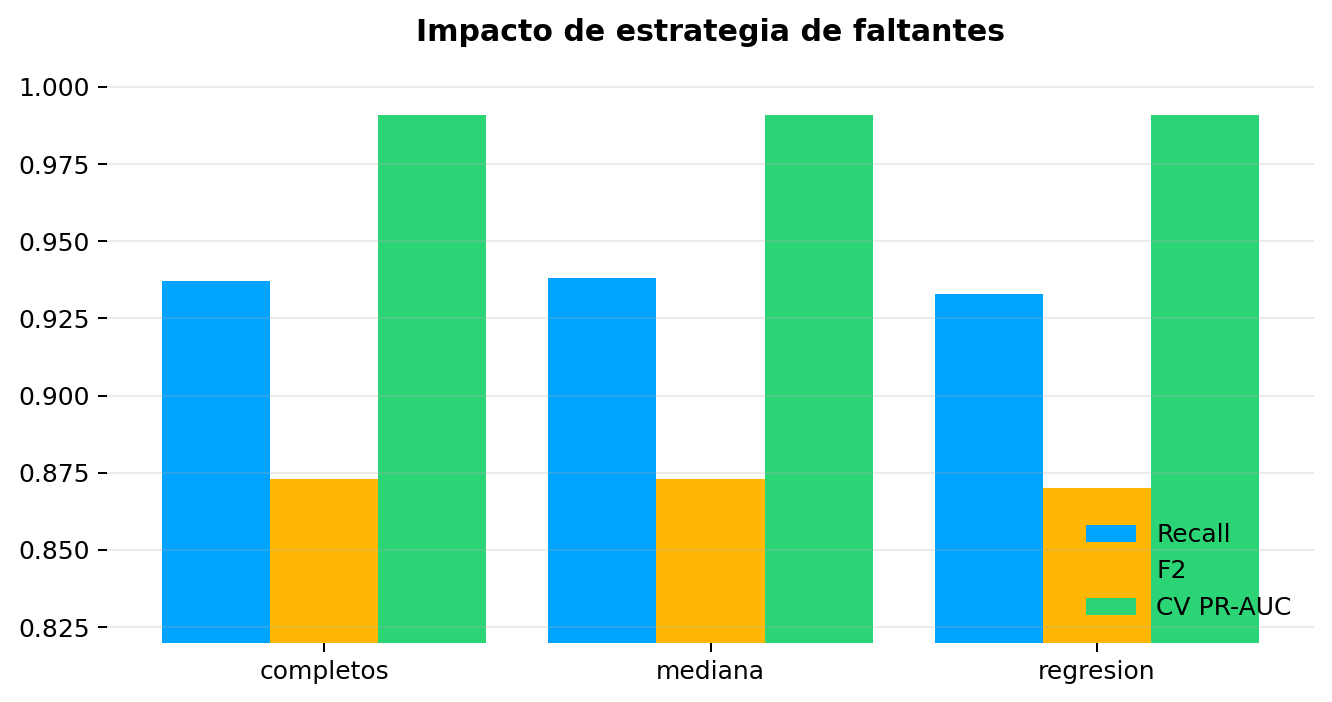 Impacto de estrategia de faltantes
1.000
0.975
0.950
0.925
0.900
0.875
0.850
0.825
Recall
F2
CV PR-AUC
completos
mediana
regresion